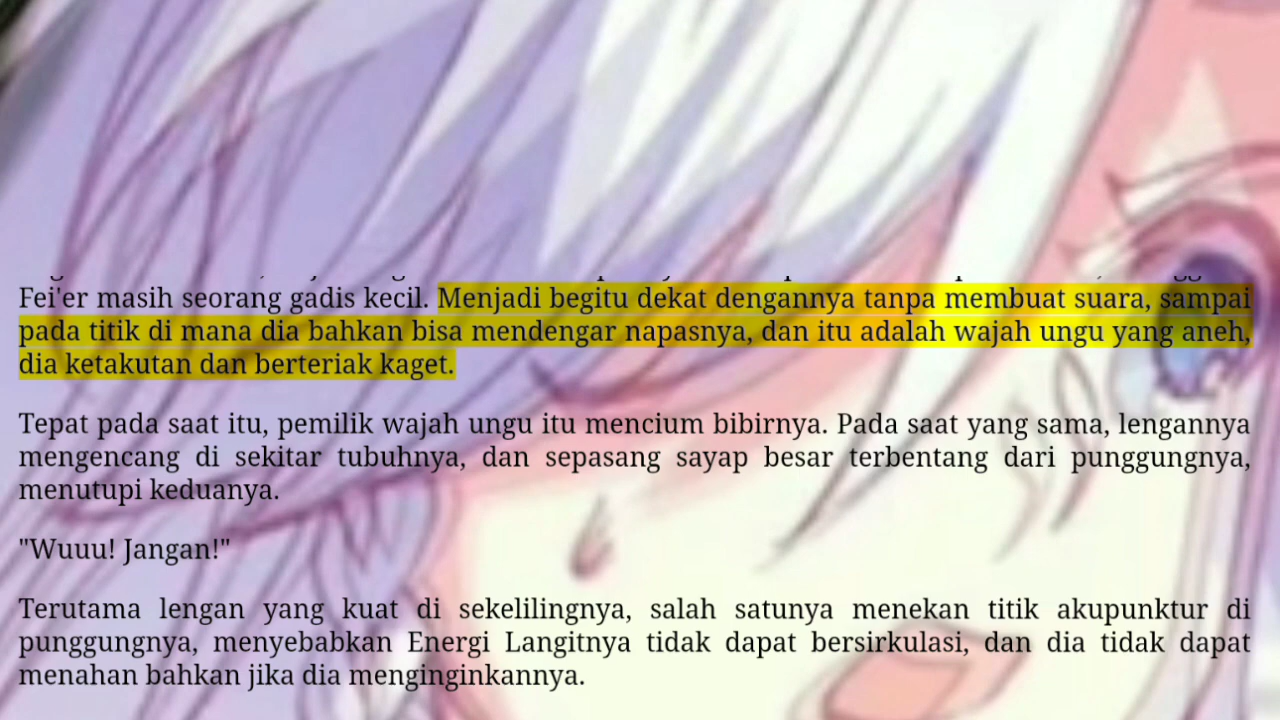 Fei'er masih seorang gadis kecil. Menjadi begitu dekat dengannya tanpa membuat suara, sampai
pada titik di mana dia bahkan bisa mendengar napasnya, dan itu adalah wajah ungu yang aneh,
dia ketakutan dan berteriak kaget.
Tepat pada saat itu, pemilik wajah ungu itu mencium bibirnya. Pada saat yang sama, lengannya
mengencang di sekitar tubuhnya, dan sepasang sayap besar terbentang dari punggungnya,
menutupi keduanya.
"Wuuu! Jangan!"
Terutama lengan yang kuat di sekelilingnya, salah satunya menekan titik akupunktur di
punggungnya, menyebabkan Energi Langitnya tidak dapat bersirkulasi, dan dia tidak dapat
menahan bahkan jika dia menginginkannya.